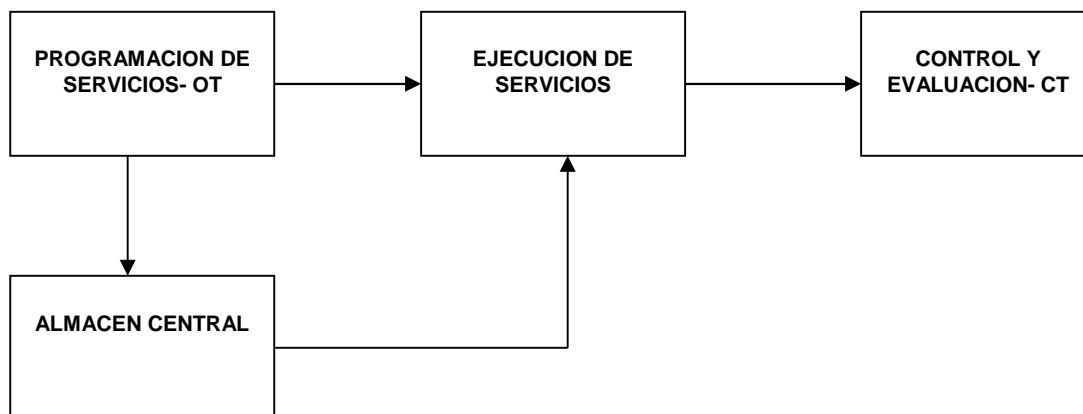 PROGRAMACION DE
SERVICIOS- OT
EJECUCION DE
SERVICIOS
CONTROL Y
EVALUACION- CT
ALMACEN CENTRAL